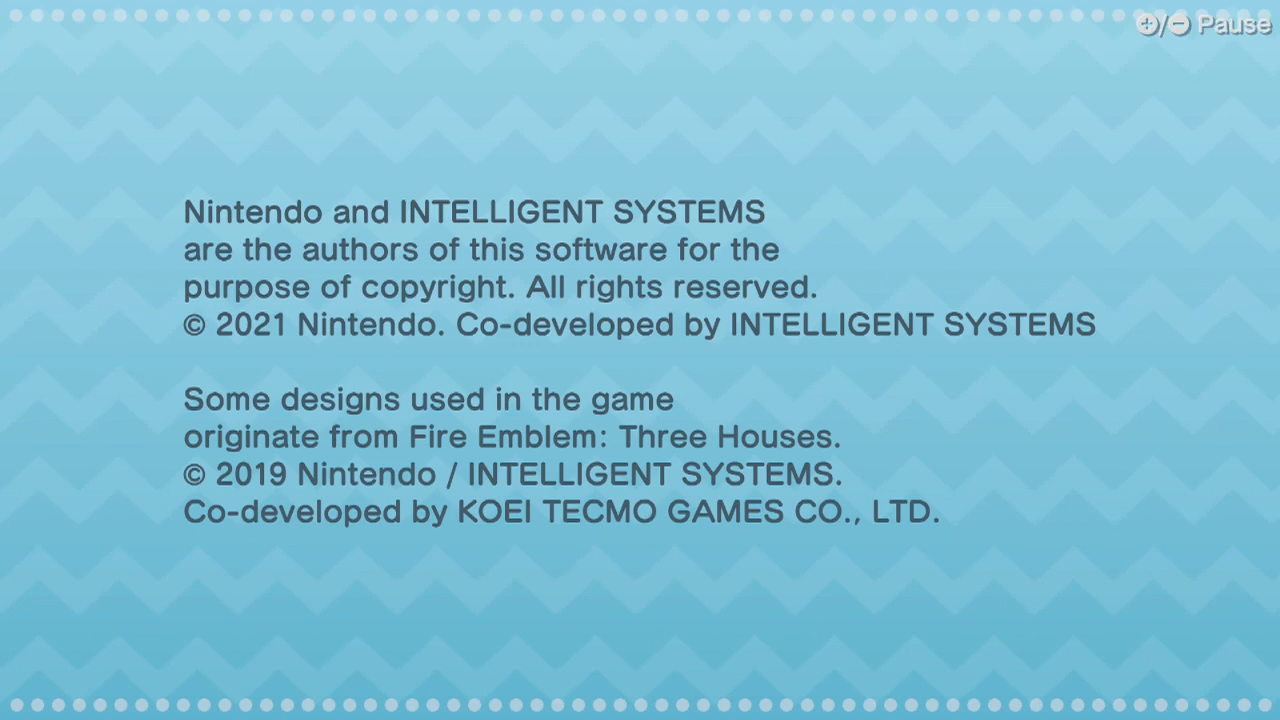 ⊕/⊖ Pause
Nintendo and INTELLIGENT SYSTEMS
are the authors of this software for the
purpose of copyright. All rights reserved.
© 2021 Nintendo. Co-developed by INTELLIGENT SYSTEMS
Some designs used in the game
originate from Fire Emblem: Three Houses.
© 2019 Nintendo / INTELLIGENT SYSTEMS.
Co-developed by KOEI TECMO GAMES CO., LTD.